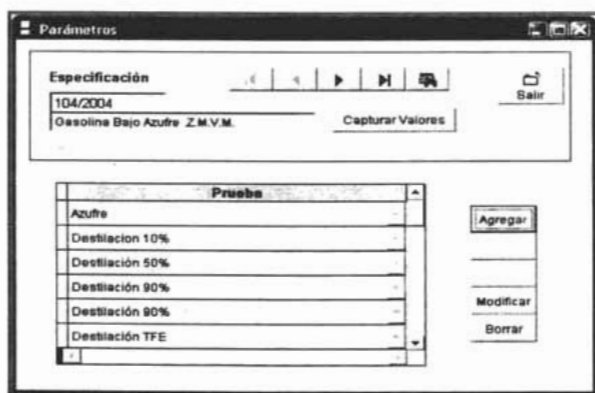 Parámetros
Especificación
Salir
104/2004
Gasolina Bajo Azufre Z.M.V.M.
Capturar Valores
Prueba
Azufre
Agregar
Destilacion 10%
Destilación 50%
Destilación 90%
Destilación 90%
Modificar
Destilación TFE
Borrar